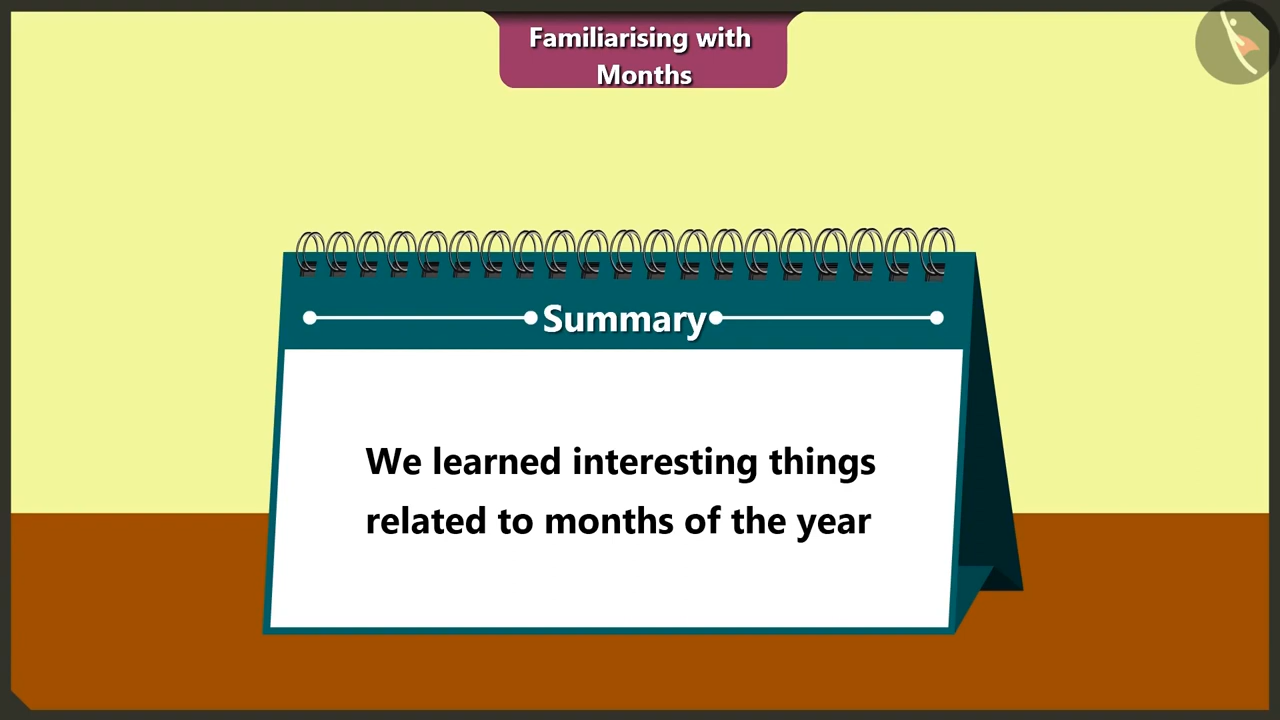 Familiarising with
Months
Summary
We learned interesting things
related to months of the year